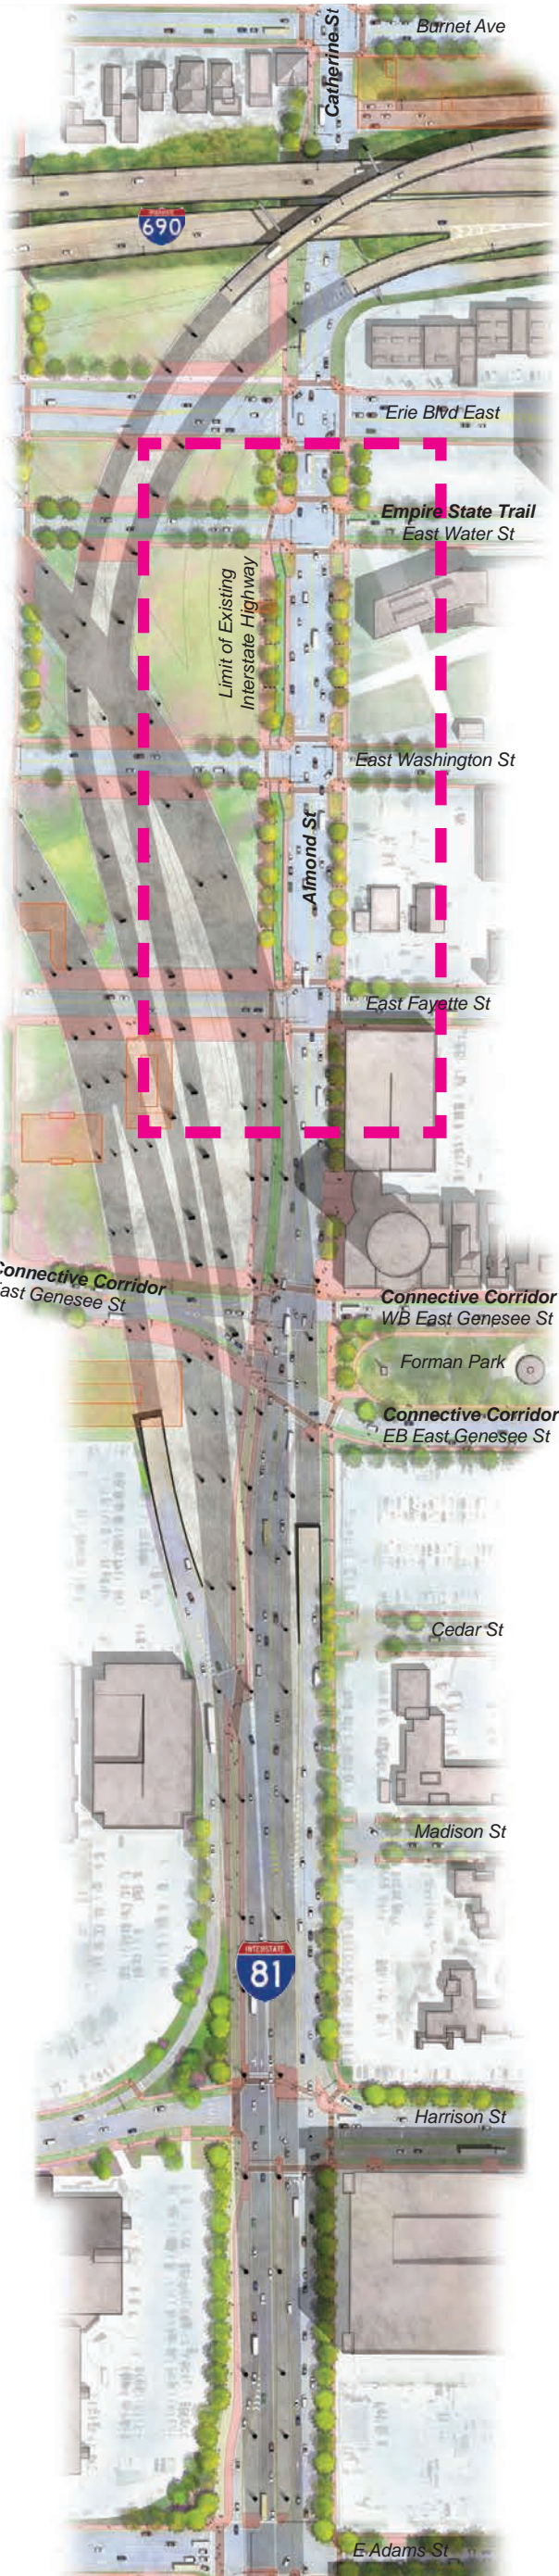 Burnet Ave
Catherine St
INTERSTATE
690
Erie Blvd East
Empire State Trail
East Water St
Limit of Existing
Interstate Highway
East Washington St
Almond St
East Fayette St
Connective Corridor
East Genesee St
Connective Corridor
WB East Genesee St
Forman Park
Connective Corridor
EB East Genesee St
Cedar St
Madison St
INTERSTATE
81
Harrison St
E Adams St